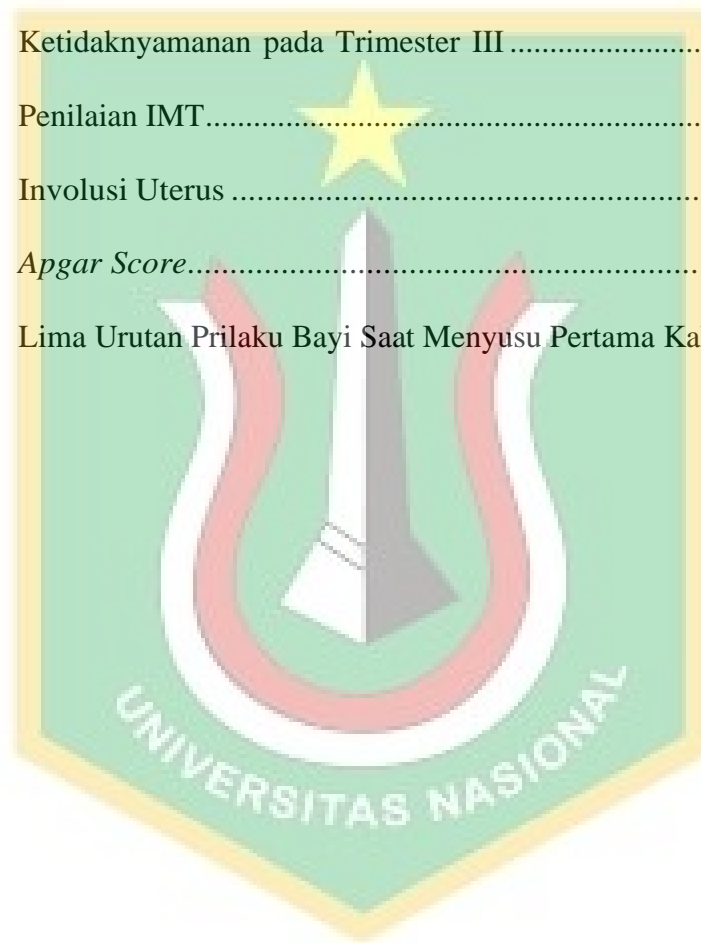 Ketidaknyamanan pada Trimester III ........................
Penilaian IMT..............................................................
Involusi Uterus ...........................................................
Apgar Score................................................................
Lima Urutan Prilaku Bayi Saat Menyusu Pertama Ka
UNIVERSITAS NASIONAL